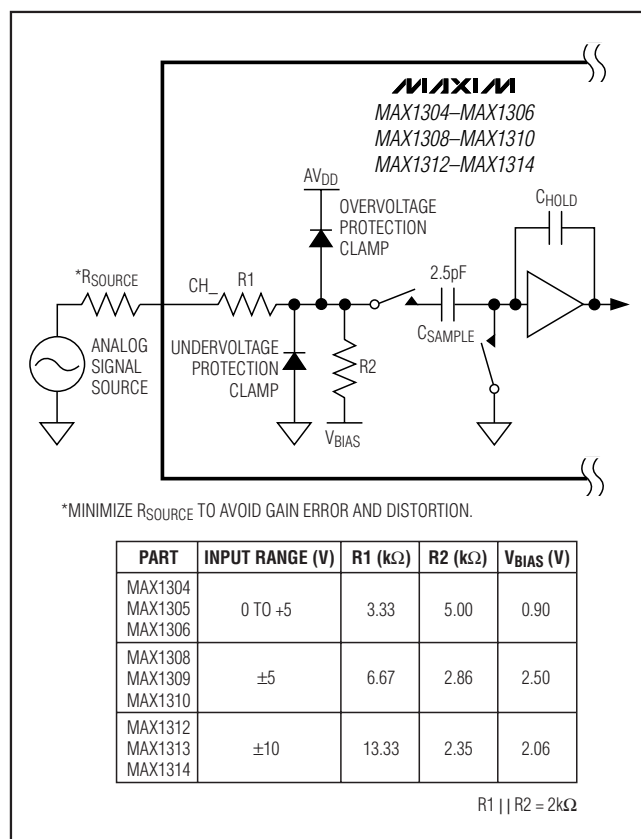 MAXIM
MAX1304–MAX1306
MAX1308–MAX1310
MAX1312–MAX1314
AVDD
OVERVOLTAGE
PROTECTION
CLAMP
CHOLD
*RSOURCE
CH_
R1
2.5pF
CSAMPLE
ANALOG
SIGNAL
SOURCE
UNDERVOLTAGE
PROTECTION
CLAMP
R2
VBIAS
*MINIMIZE RSOURCE TO AVOID GAIN ERROR AND DISTORTION.
PART INPUT RANGE (V) R1 (kΩ) R2 (kΩ) VBIAS (V)
MAX1304
MAX1305
MAX1306
0 TO +5 3.33 5.00 0.90
MAX1308
MAX1309
MAX1310
±5 6.67 2.86 2.50
MAX1312
MAX1313
MAX1314
±10 13.33 2.35 2.06
R1 || R2 = 2kΩ